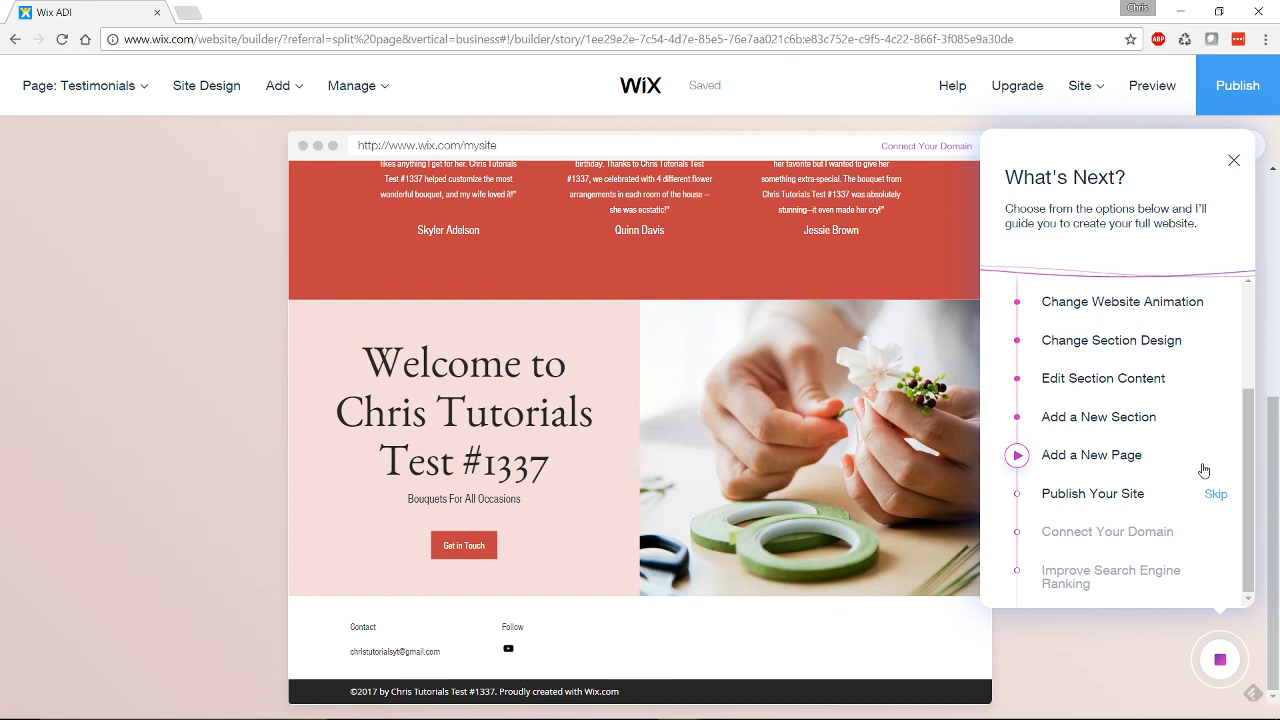 Wix ADI
Chris
www.wix.com/website/builder/?referral=split%20page&vertical=business#!/builder/story/1ee29e2e-7c54-4d7e-85e5-76e7aa021c6b:e83c752e-c9f5-4c22-866f-3f085e9a30de
ABP
Page: Testimonials
Site Design
Add
Manage
WiX
Saved
Help
Upgrade
Site
Preview
Publish
http://www.wix.com/mysite
Connect Your Domain
likes anything I get for her. Chris Tutorials
Test #1337 helped customize the most
wonderful bouquet, and my wife loved it!"
Skyler Adelson
birthday. Thanks to Chris Tutorials Test
#1337, we celebrated with 4 different flower
arrangements in each room of the house –
she was ecstatic!"
Quinn Davis
her favorite but I wanted to give her
something extra-special. The bouquet from
Chris Tutorials Test #1337 was absolutely
stunning—it even made her cry!"
Jessie Brown
Welcome to
Chris Tutorials
Test #1337
Bouquets For All Occasions
Get in Touch
Contact
christutorialsyt@gmail.com
Follow
©2017 by Chris Tutorials Test #1337. Proudly created with Wix.com
What's Next?
Choose from the options below and I'll
guide you to create your full website.
Change Website Animation
Change Section Design
Edit Section Content
Add a New Section
Add a New Page
Publish Your Site
Skip
Connect Your Domain
Improve Search Engine
Ranking